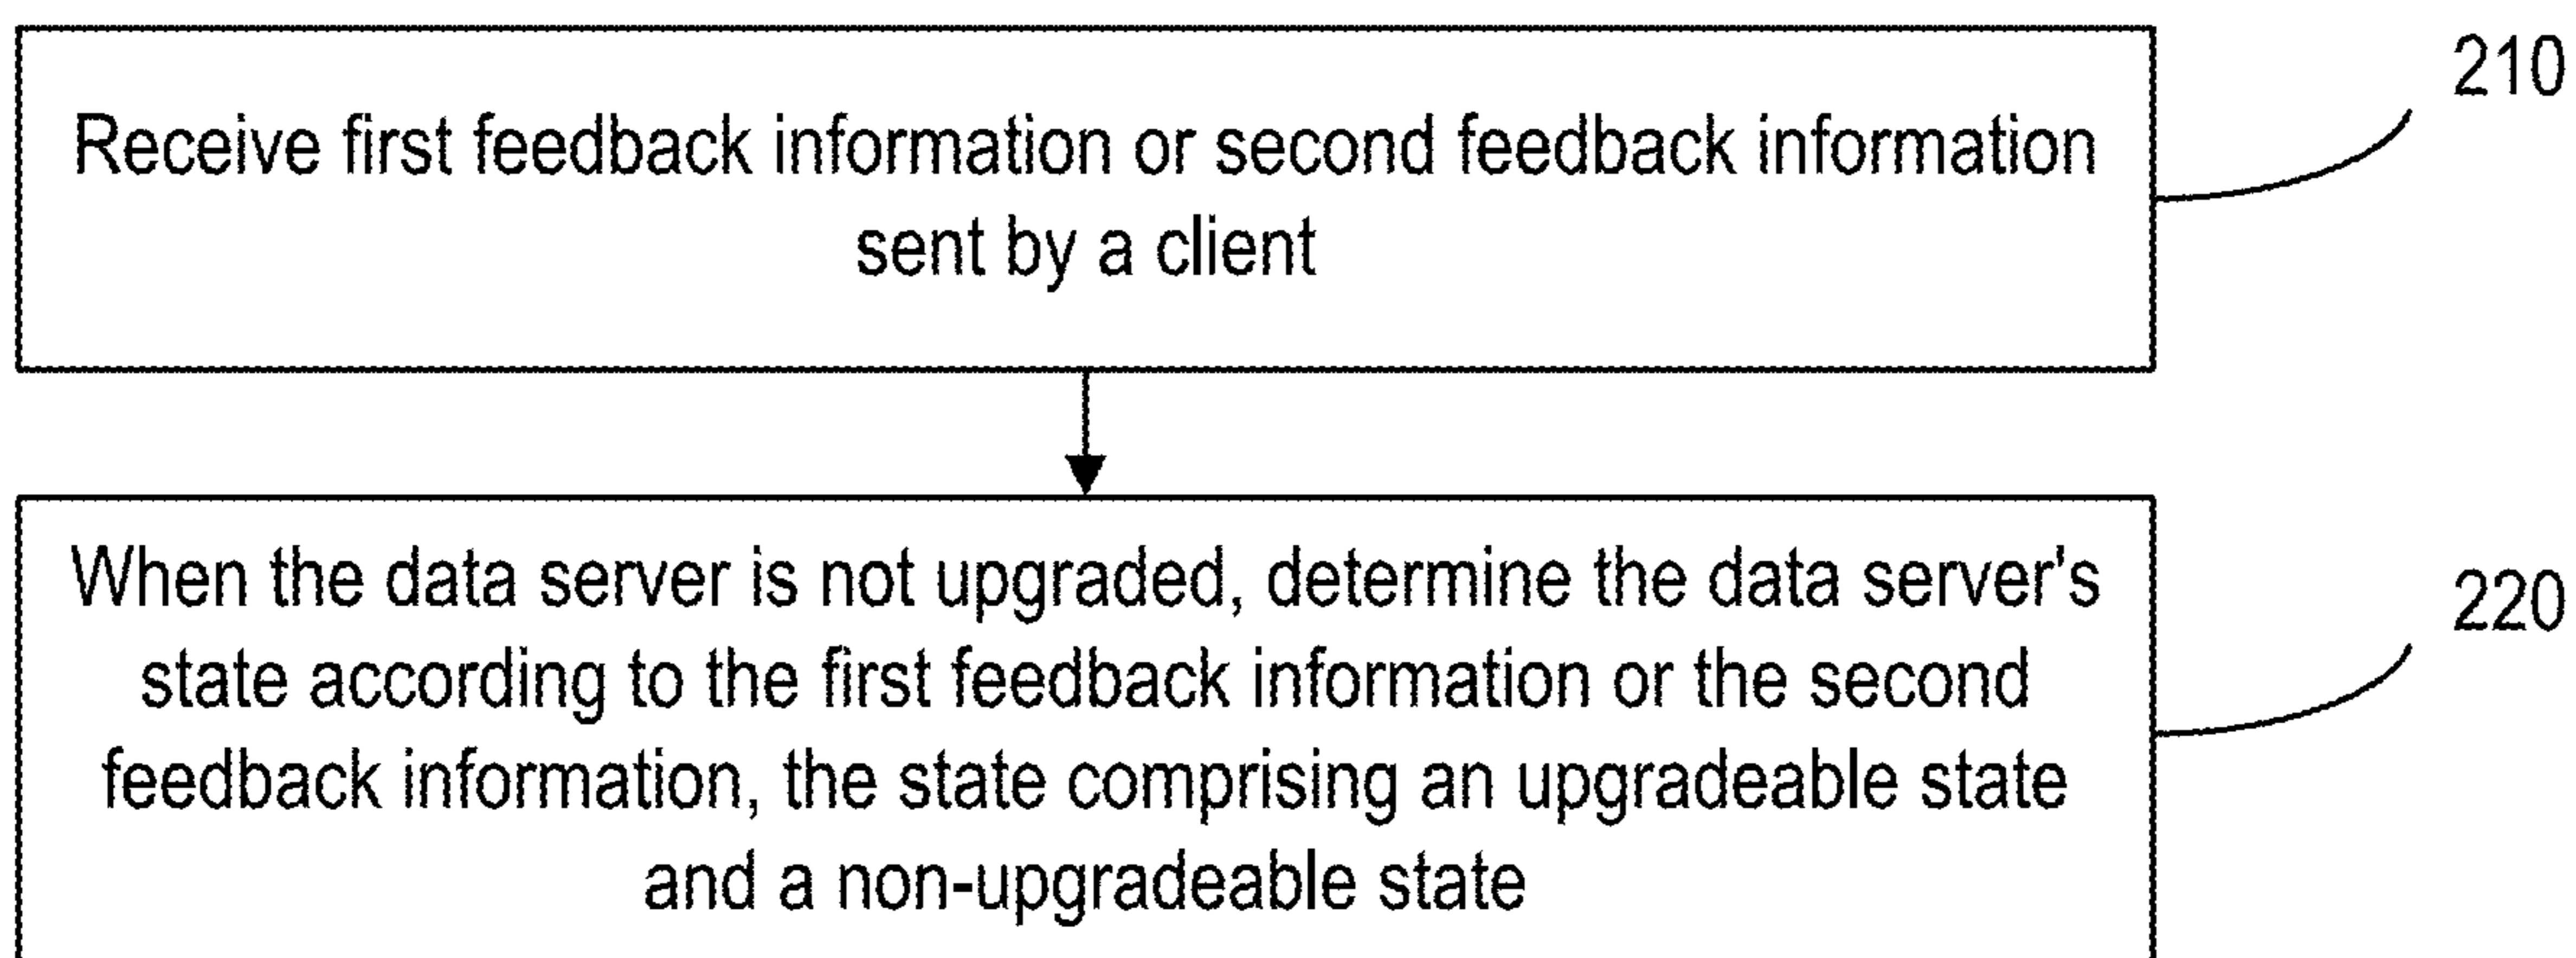 210
Receive first feedback information or second feedback information
sent by a client
When the data server is not upgraded, determine the data server's
220
state according to the first feedback information or the second
feedback information, the state comprising an upgradeable state
and a non-upgradeable state